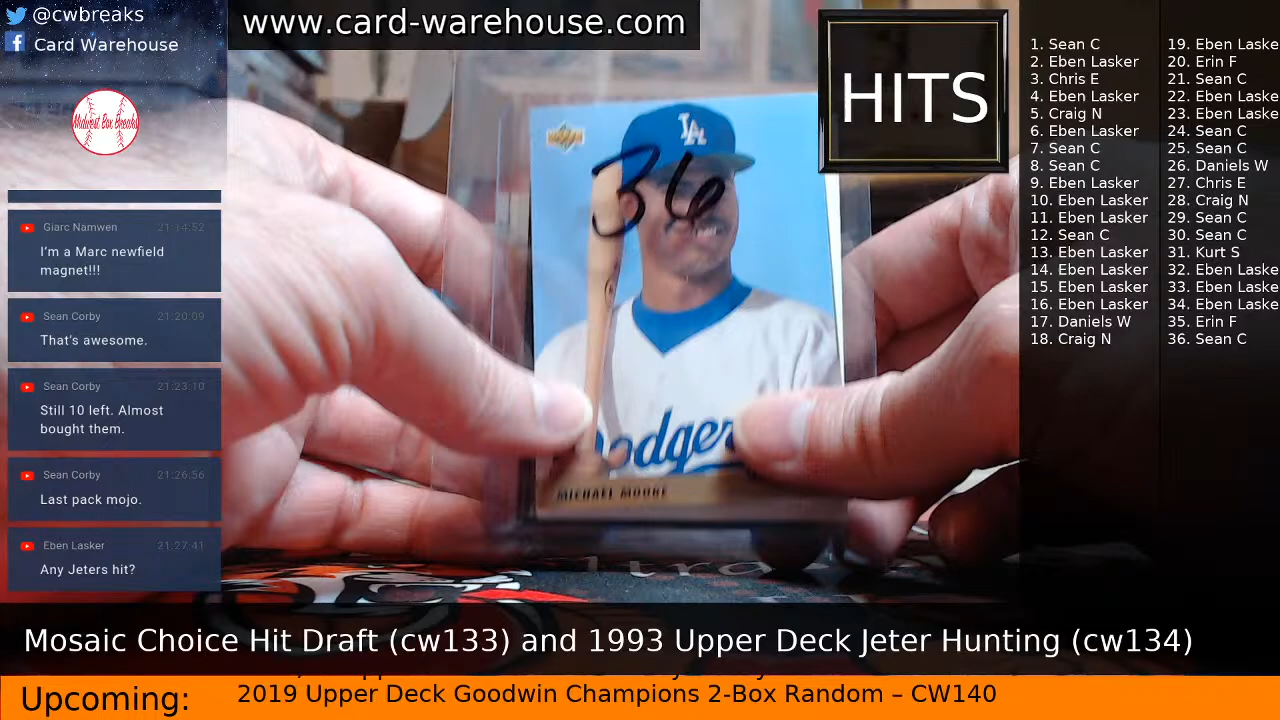 @cwbreaks
Card Warehouse
www.card-warehouse.com
HITS
Midwest Box Breaks
Giarc Namwen 21:14:52
I'm a Marc newfield
magnet!!!
Sean Corby 21:20:09
That's awesome.
Sean Corby 21:23:10
Still 10 left. Almost
bought them.
Sean Corby 21:26:56
Last pack mojo.
Eben Lasker 21:27:41
Any Jeters hit?
LA
36
Dodgers
MICHAEL MOORE
1. Sean C
2. Eben Lasker
3. Chris E
4. Eben Lasker
5. Craig N
6. Eben Lasker
7. Sean C
8. Sean C
9. Eben Lasker
10. Eben Lasker
11. Eben Lasker
12. Sean C
13. Eben Lasker
14. Eben Lasker
15. Eben Lasker
16. Eben Lasker
17. Daniels W
18. Craig N
19. Eben Laske
20. Erin F
21. Sean C
22. Eben Laske
23. Eben Laske
24. Sean C
25. Sean C
26. Daniels W
27. Chris E
28. Craig N
29. Sean C
30. Sean C
31. Kurt S
32. Eben Laske
33. Eben Laske
34. Eben Laske
35. Erin F
36. Sean C
Mosaic Choice Hit Draft (cw133) and 1993 Upper Deck Jeter Hunting (cw134)
Upcoming:
2019 Upper Deck Goodwin Champions 2-Box Random – CW140